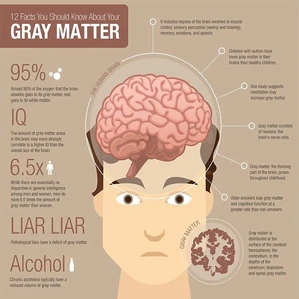 12 Facts You Should Know About Your
GRAY MATTER
It includes regions of the brain involved in muscle
control, sensory perception (seeing and hearing),
memory, emotions, and speech.
Children with autism have
more gray matter in their
brains than healthy children.
95%
Almost 95% of the oxygen that the brain
absorbs goes to its gray matter, rest
goes to its white matter.
THE HUMAN BRAIN
One study suggests
meditation may
increase gray matter.
IQ
The amount of gray matter areas
in the brain may more strongly
correlate to a higher IQ than the
overall size of the brain.
Gray matter consists of
neurons, the brain's
nerve cells.
6.5x
While there are essentially no
disparities in general intelligence
among men and women, men do
have 6.5 times the amount of
gray matter than women.
Gray matter, the thinking
part of the brain, grows
throughout childhood.
Older smokers lose gray matter
and cognitive function at a
greater rate than non-smokers.
LIAR LIAR
Pathological liars have a deficit of gray matter.
GRAY MATTER
Gray matter is
distributed at the
surface of the cerebral
hemispheres, the
cerebellum, in the
depths of the
cerebrum, brainstem
and spinal gray matter.
Alcohol
Chronic alcoholics typically have a
reduced volume of gray matter.